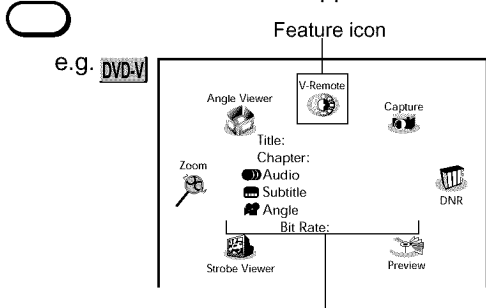 Feature icon
e.g. DVD-V
V-Remote
Angle Viewer
Capture
Title:
Chapter:
Zoom
Audio
Subtitle
DNR
Angle
Bit Rate:
Strobe Viewer
Preview